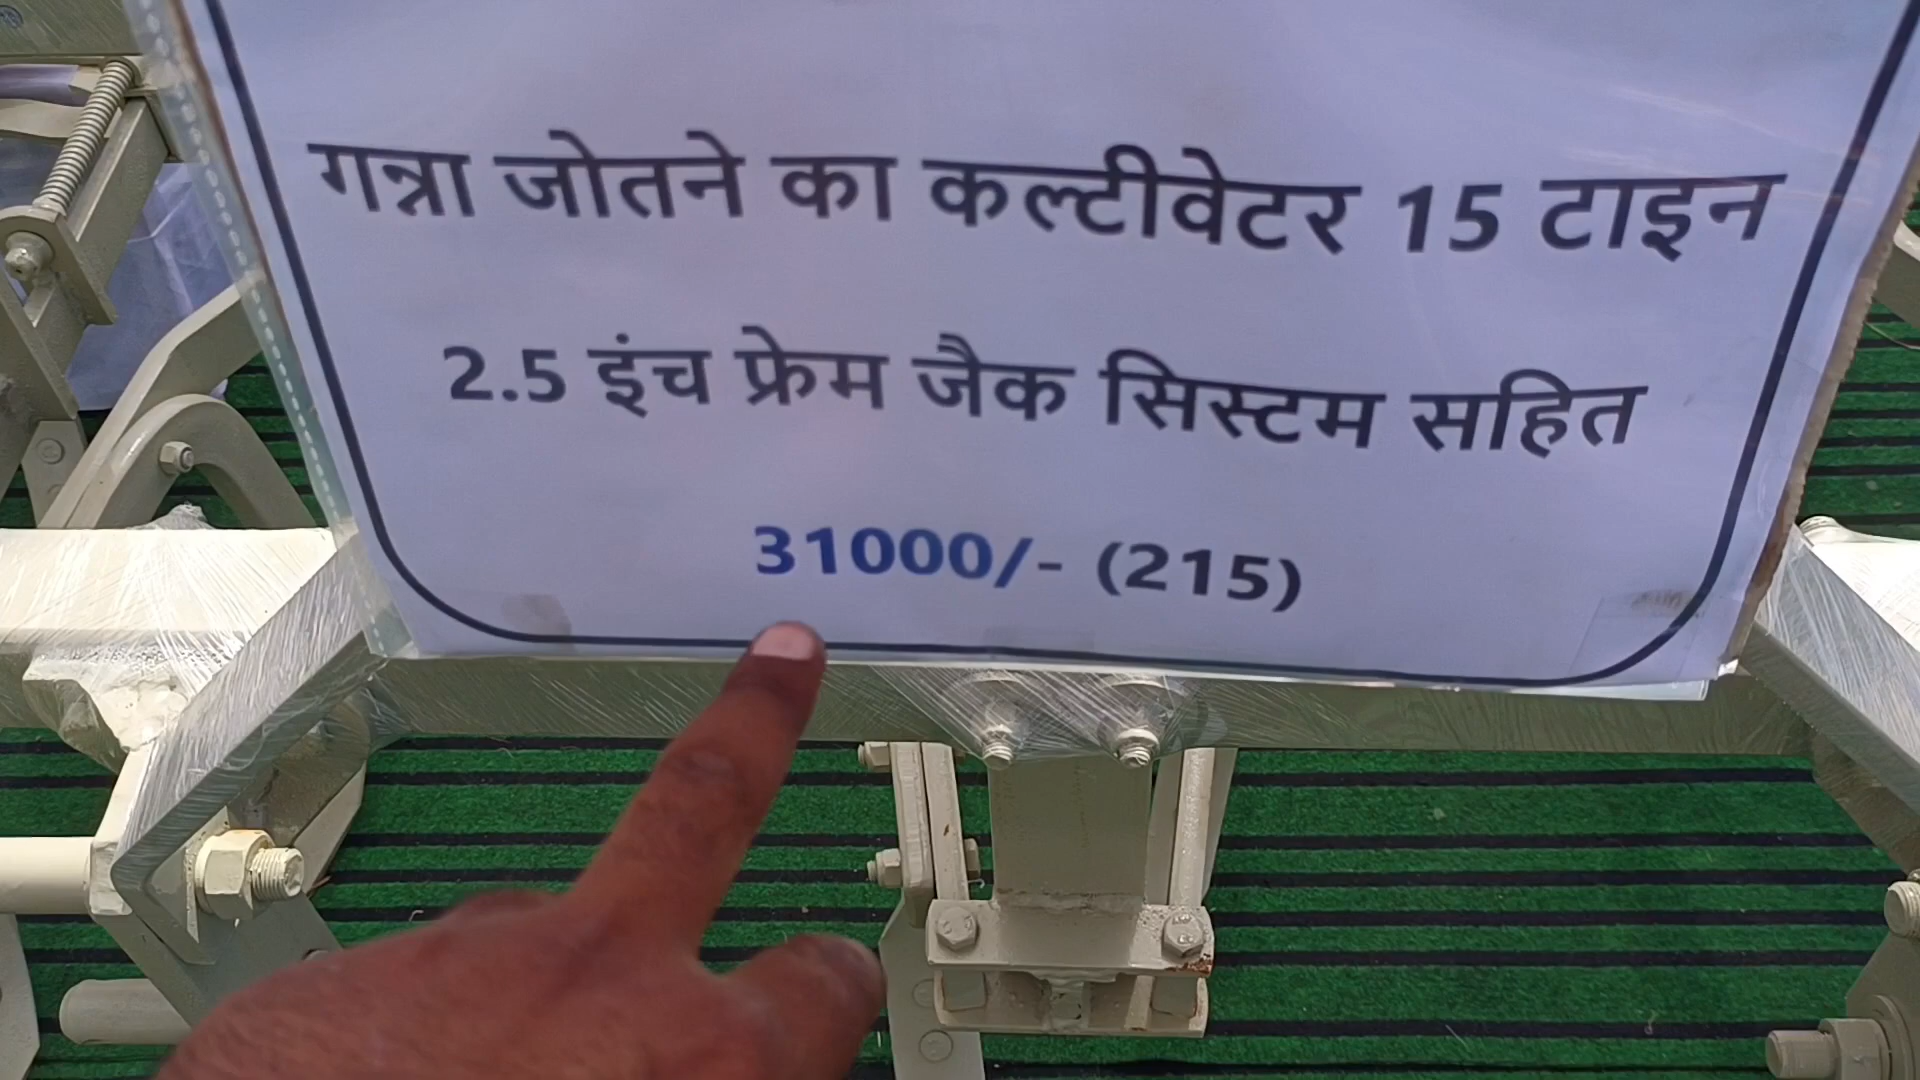 गन्ना जोतने का कल्टीवेटर 15 टाइन
2.5 इंच फ्रेम जैक सिस्टम सहित
31000/- (215)